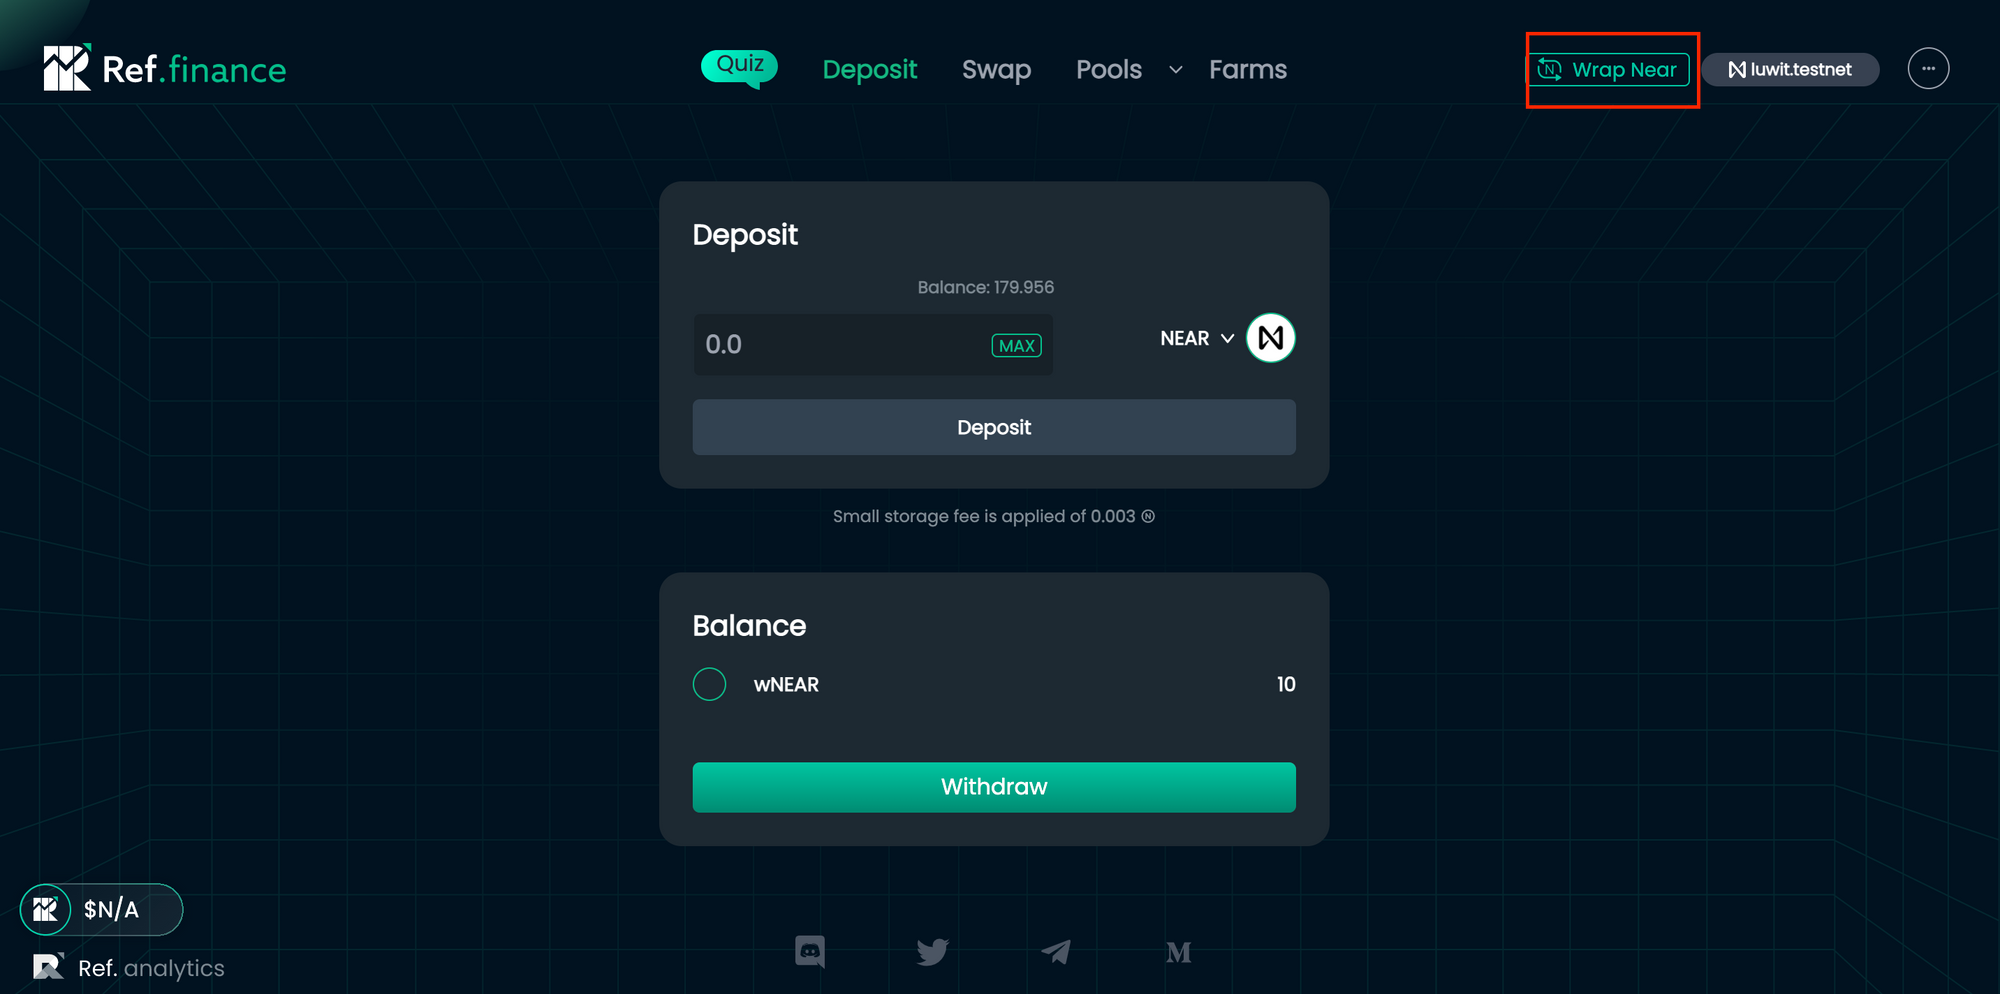 Ref.finance
Quiz
Deposit
Swap
Pools
Farms
N Wrap Near
luwit.testnet
Deposit
Balance: 179.956
0.0
MAX
NEAR
Deposit
Small storage fee is applied of 0.003 N
Balance
wNEAR
10
Withdraw
$N/A
Ref. analytics
M